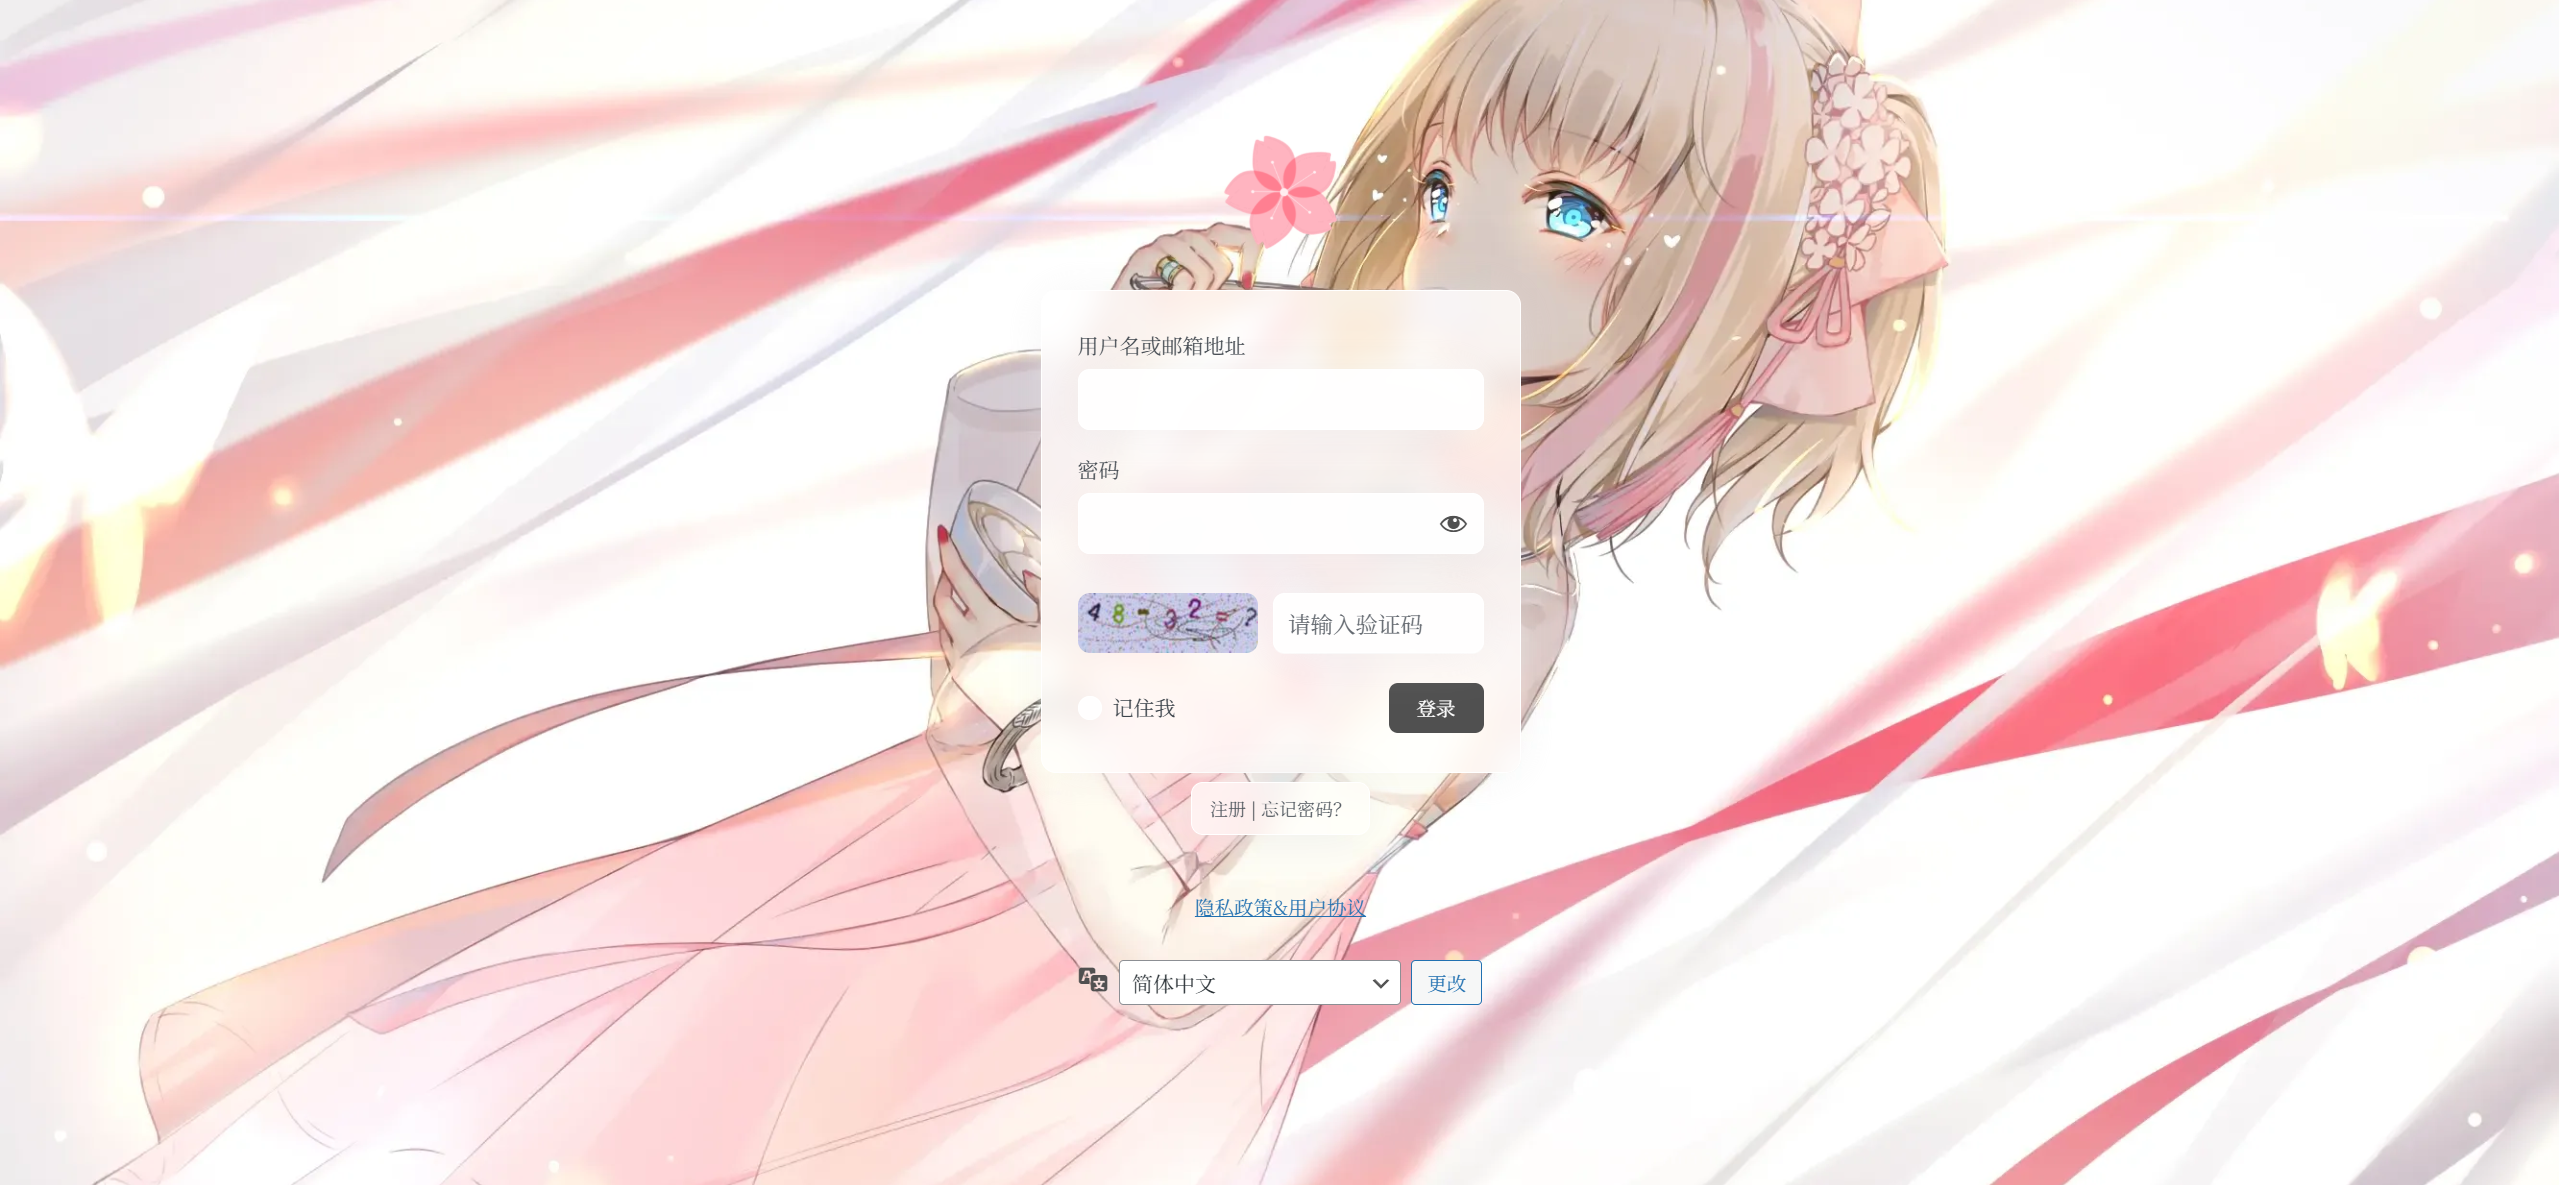 用户名或邮箱地址
密码
48-32=?
请输入验证码
记住我
登录
注册 | 忘记密码？
隐私政策&用户协议
简体中文
更改